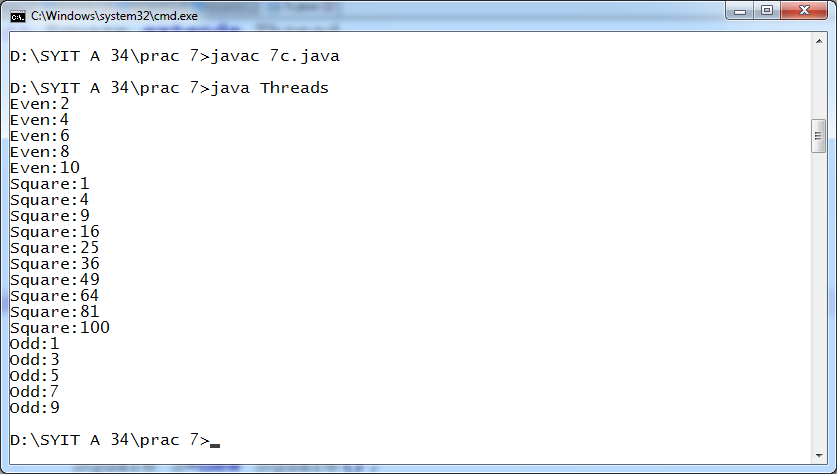 C:\Windows\system32\cmd.exe
D:\SYIT A 34\prac 7>javac 7c.java
D:\SYIT A 34\prac 7>java Threads
Even:2
Even:4
Even:6
Even:8
Even:10
Square:1
Square:4
Square:9
Square:16
Square:25
Square:36
Square:49
Square:64
Square:81
Square:100
Odd:1
Odd:3
Odd:5
Odd:7
Odd:9
D:\SYIT A 34\prac 7>